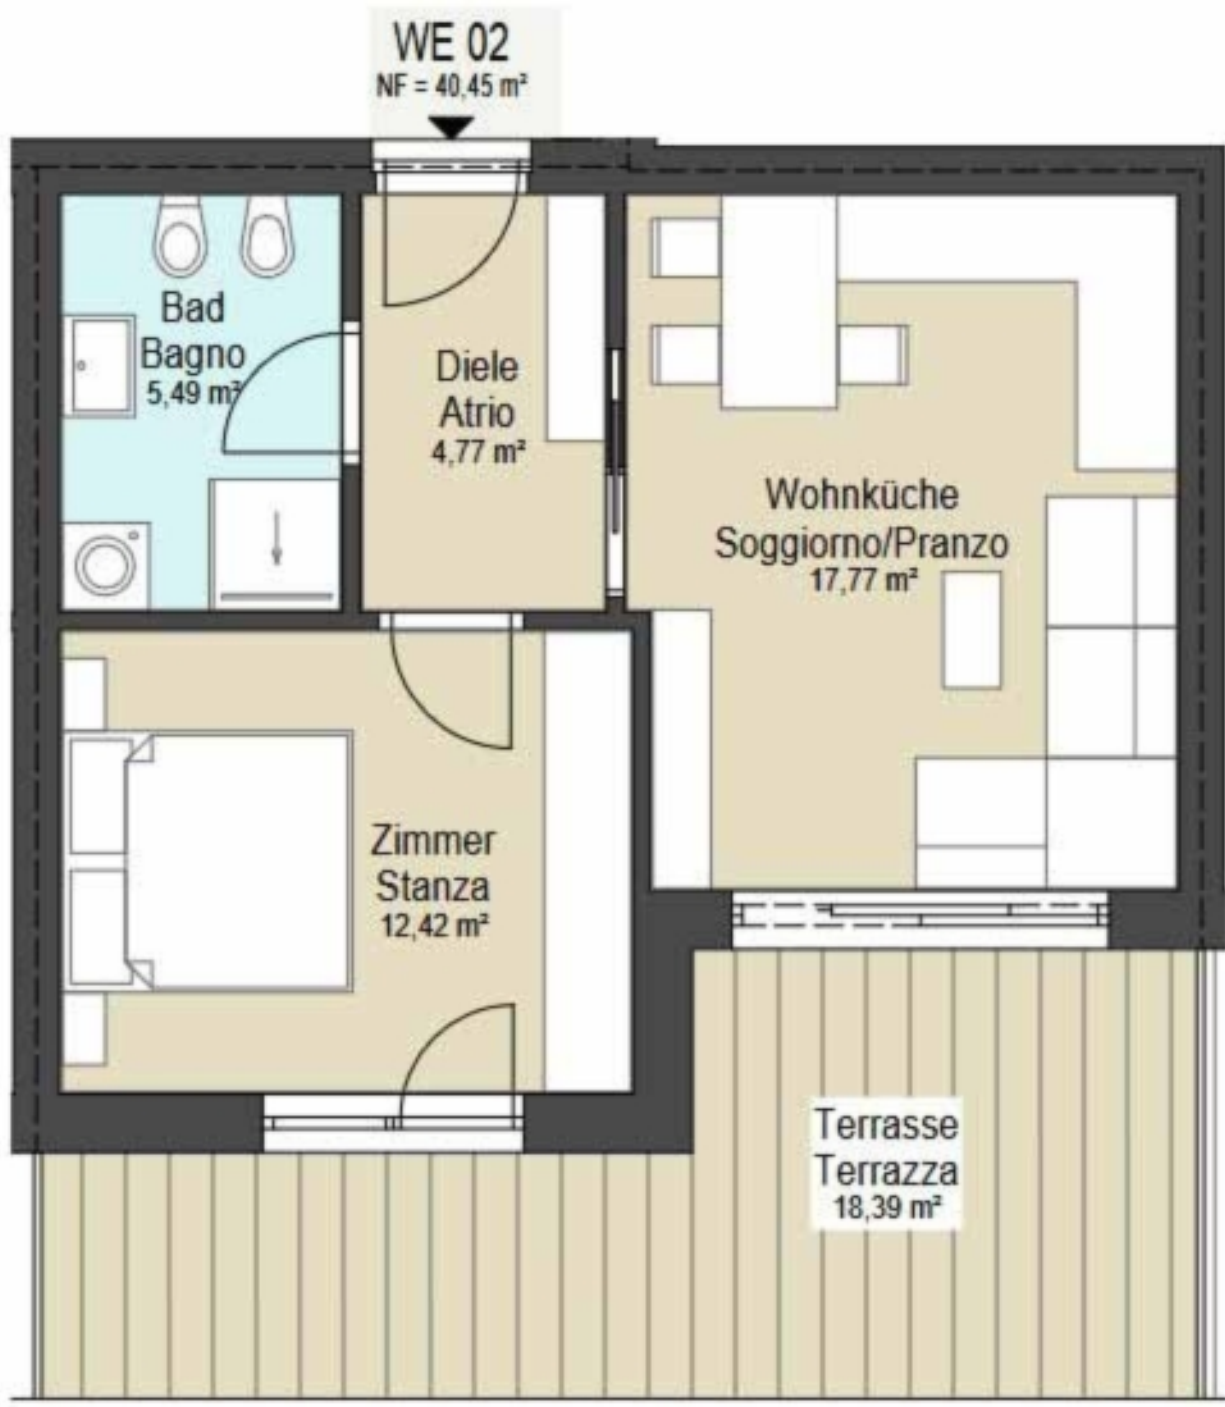 WE 02
NF = 40,45 m²
Bad
Bagno
5,49 m²
Diele
Atrio
4,77 m²
Wohnküche
Soggiorno/Pranzo
17,77 m²
Zimmer
Stanza
12,42 m²
Terrasse
Terrazza
18,39 m²